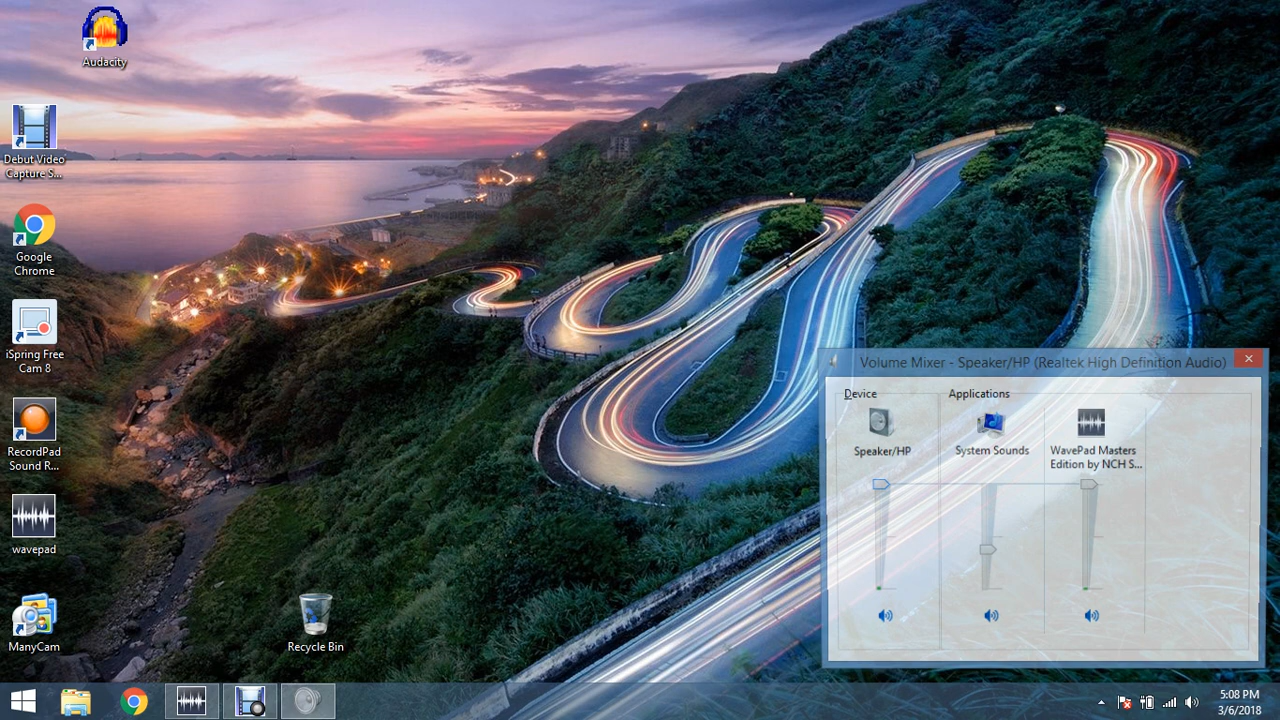 Audacity
Debut Video
Capture S...
Google
Chrome
iSpring Free
Cam 8
RecordPad
Sound R...
wavepad
ManyCam
Recycle Bin
Volume Mixer - Speaker/HP (Realtek High Definition Audio)
Device
Applications
Speaker/HP
System Sounds
WavePad Masters
Edition by NCH S...
5:08 PM
3/6/2018